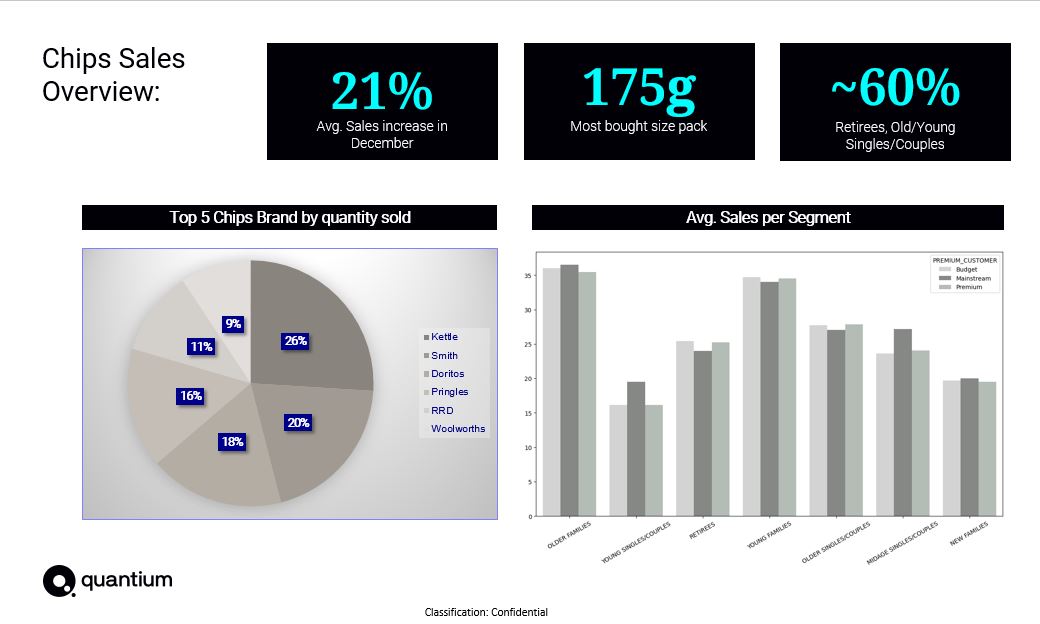 Chips Sales
Overview:
21%
Avg. Sales increase in
December
175g
Most bought size pack
~60%
Retirees, Old/Young
Singles/Couples
Top 5 Chips Brand by quantity sold
26%
20%
18%
16%
11%
9%
Kettle
Smith
Doritos
Pringles
RRD
Woolworths
Avg. Sales per Segment
PREMIUM_CUSTOMER
Budget
Mainstream
Premium
35
30
25
20
15
10
5
0
OLDER FAMILIES
YOUNG SINGLES/COUPLES
RETIREES
YOUNG FAMILIES
OLDER SINGLES/COUPLES
MIDAGE SINGLES/COUPLES
NEW FAMILIES
quantium
Classification: Confidential